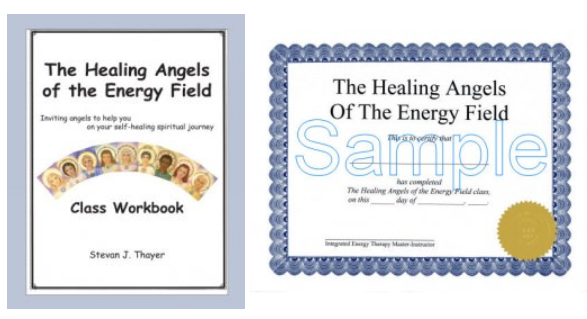 The Healing Angels
of the Energy Field
Inviting angels to help you
on your self-healing spiritual journey
Class Workbook
Stevan J. Thayer
The Healing Angels
Of The Energy Field
This is to certify that
Sample
has completed
The Healing Angels of the Energy Field class,
on this ______ day of __________, _____.
Integrated Energy Therapy Master-Instructor